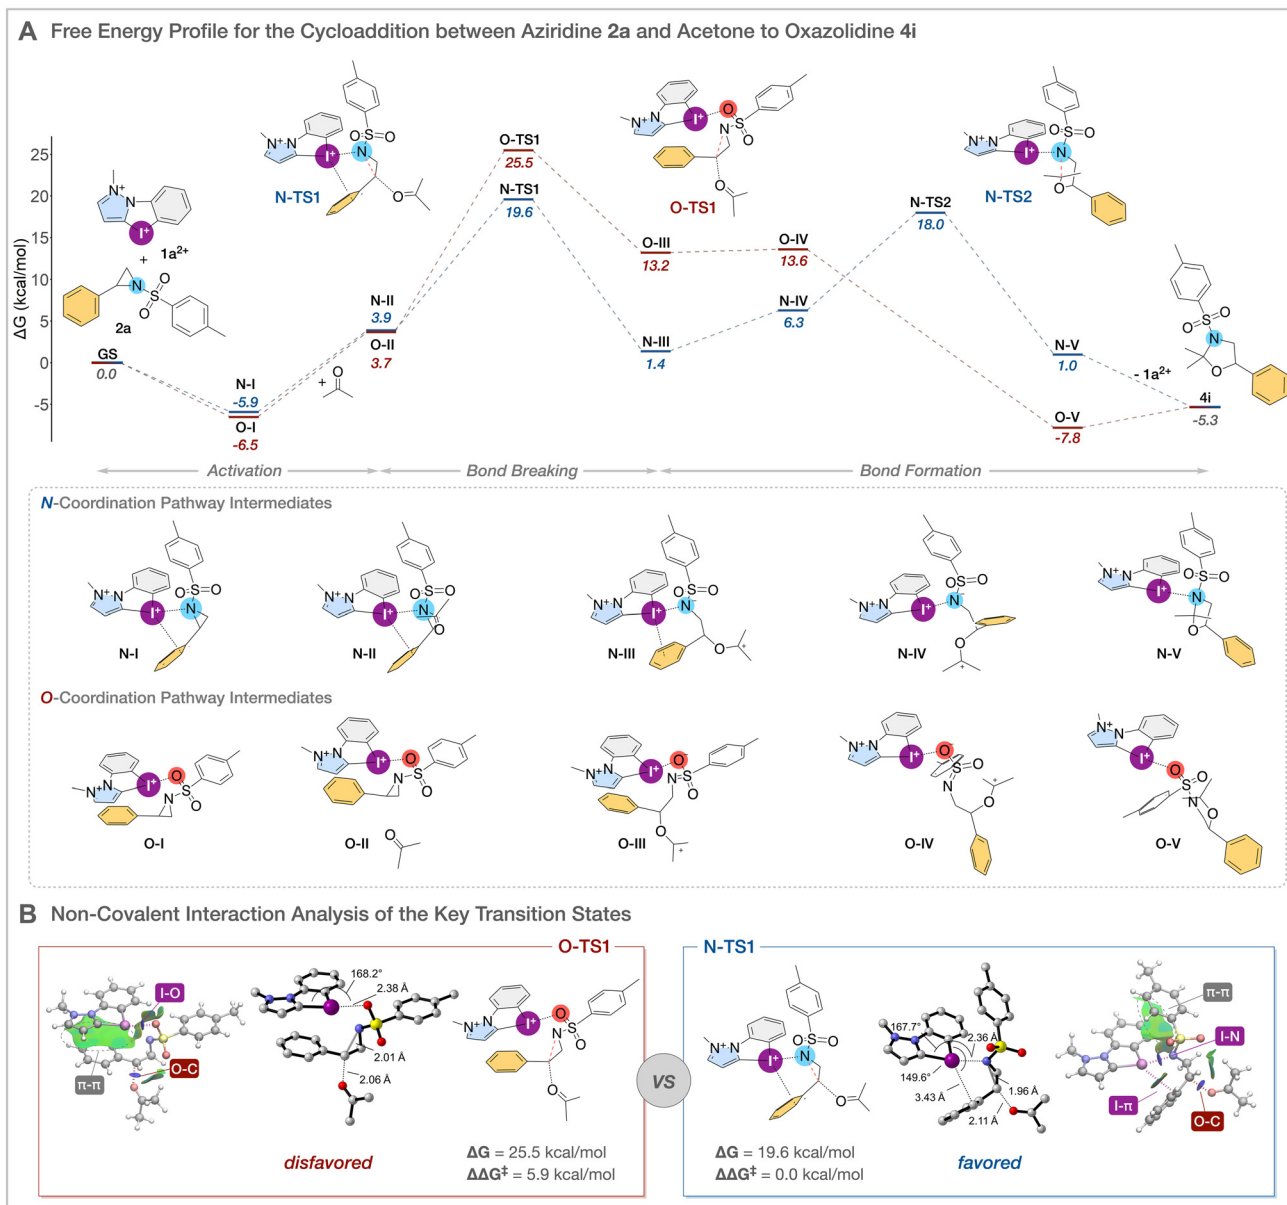 A Free Energy Profile for the Cycloaddition between Aziridine 2a and Acetone to Oxazolidine 4i
ΔG (kcal/mol)
25
20
15
10
5
0
-5
N⁺
N
I⁺
1a²⁺
+
N
S
O
O
2a
GS
0.0
N-I
-5.9
O-I
-6.5
N-II
3.9
O-II
3.7
+
O
N⁺
N
I⁺
N
O
S
O
O
N-TS1
O-TS1
25.5
N-TS1
19.6
N⁺
N
I⁺
O
N
S
O
O
O-TS1
O-III
13.2
N-III
1.4
O-IV
13.6
N-IV
6.3
N-TS2
18.0
N⁺
N
I⁺
N
O
S
O
O
N-TS2
N-V
1.0
O-V
-7.8
- 1a²⁺
O
S
O
N
O
4i
-5.3
Activation
Bond Breaking
Bond Formation
N-Coordination Pathway Intermediates
N⁺
N
I⁺
N
O
S
O
N-I
N⁺
N
I⁺
N
O
S
O
O
N-II
N⁺
N
I⁺
N
O
S
O
O
+
N-III
N⁺
N
I⁺
N
O
S
O
O
+
N-IV
N⁺
N
I⁺
N
O
S
O
O
N-V
O-Coordination Pathway Intermediates
N⁺
N
I⁺
O
N
S
O
O-I
N⁺
N
I⁺
O
N
S
O
O
O-II
N⁺
N
I⁺
O
N
S
O
O
+
O-III
N⁺
N
I⁺
O
S
O
N
O
+
O-IV
N⁺
N
I⁺
O
S
O
N
O
O-V
B Non-Covalent Interaction Analysis of the Key Transition States
O-TS1
I-O
π-π
O-C
168.2°
2.38 Å
2.01 Å
2.06 Å
disfavored
N⁺
N
I⁺
O
N
S
O
O
ΔG = 25.5 kcal/mol
ΔΔG‡ = 5.9 kcal/mol
VS
N-TS1
N⁺
N
I⁺
N
O
S
O
O
ΔG = 19.6 kcal/mol
ΔΔG‡ = 0.0 kcal/mol
167.7°
2.36 Å
149.6°
3.43 Å
1.96 Å
2.11 Å
favored
π-π
I-N
I-π
O-C